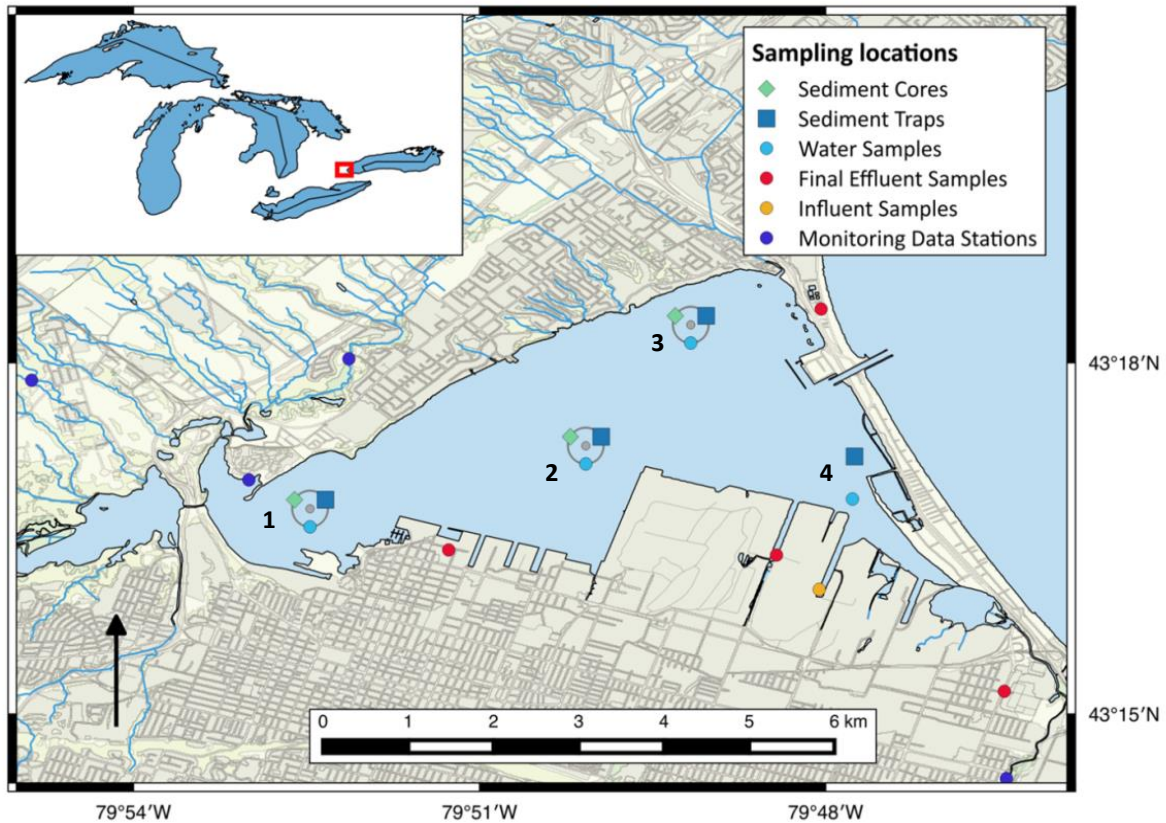 Sampling locations
Sediment Cores
Sediment Traps
Water Samples
Final Effluent Samples
Influent Samples
Monitoring Data Stations
3
43°18′N
2
4
1
0 1 2 3 4 5 6 km
43°15′N
79°54′W 79°51′W 79°48′W